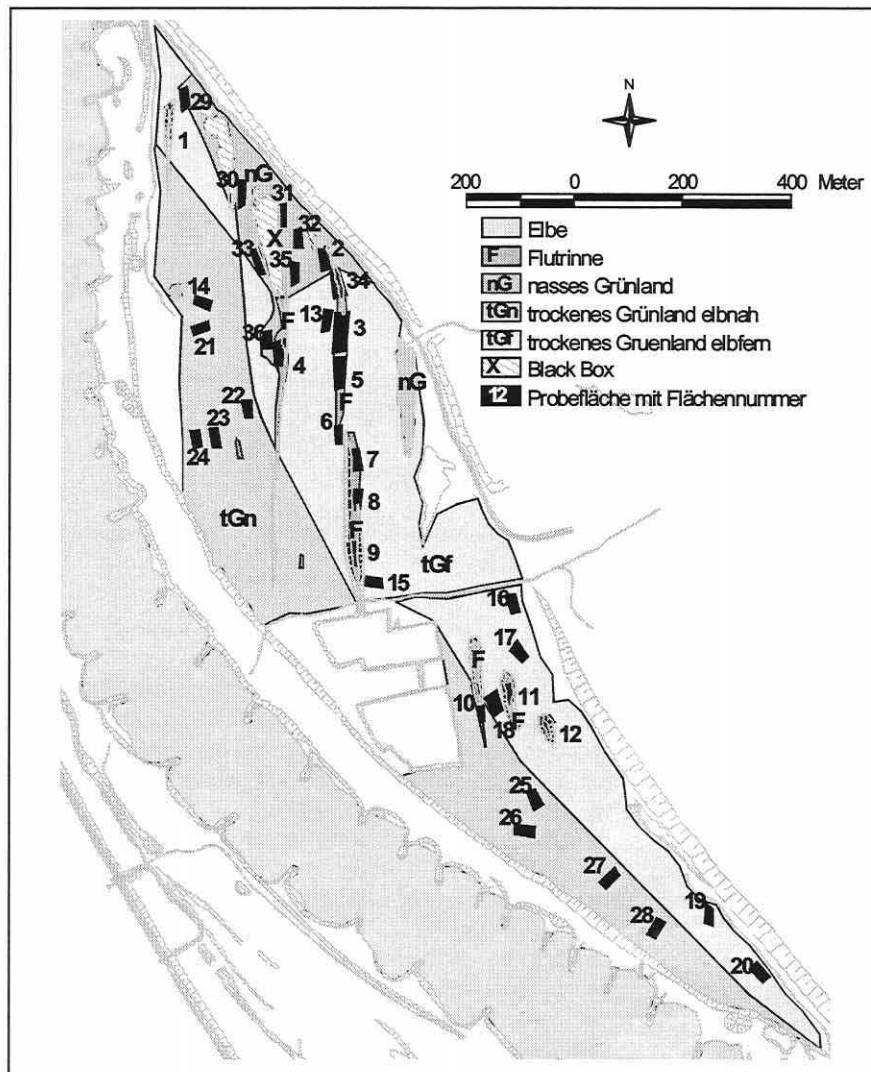 N
200 0 200 400 Meter
Elbe
F Flutrinne
nG nasses Grünland
tGn trockenes Grünland elbnah
tGf trockenes Gruenland elbfern
X Black Box
12 Probefläche mit Flächennummer
29
1
30 nG
31
32
33 X 35 2
34
14
13 F 3
21
36 4
5 nG
22 F
23 6
24
7
8
tGn
F
9
tGf
15
16
17
F
10 11
18 F 12
25
26
27
19
28
20